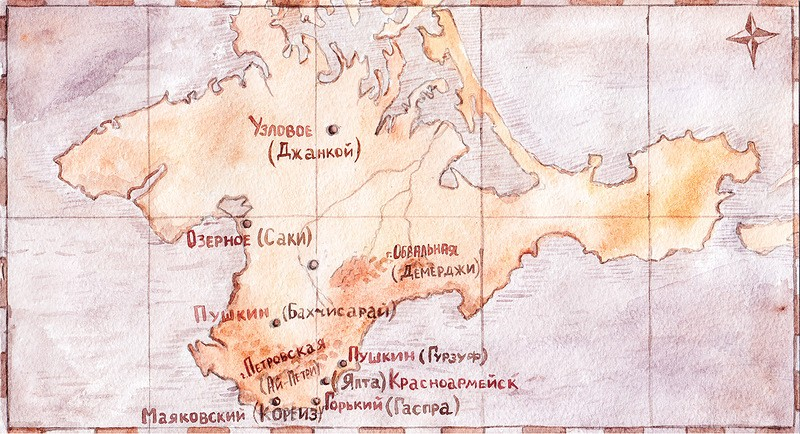 Узловое
(Джанкой)
Озерное (Саки)
г.Обвальная
(Демерджи)
Пушкин (Бахчисарай)
г.Петровская
(Ай-Петри)
Пушкин (Гурзуф)
(Ялта) Красноармейск
Маяковский (Кореиз)
Горький (Гаспра)